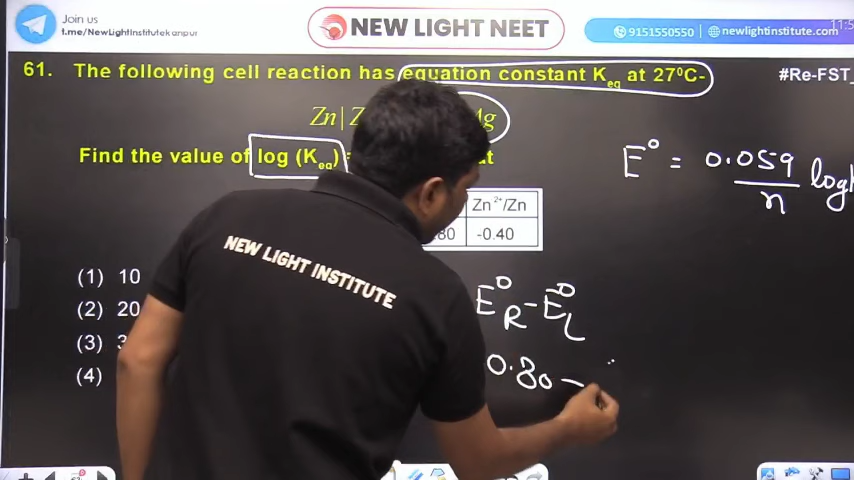 Join us
t.me/NewLightInstitutekanpur
NEW LIGHT NEET
9151550550 | newlightinstitute.com
11:5
61. The following cell reaction has equation constant Keq at 27°C-
#Re-FST_
Zn|
Find the value of log (Keq)
E° = 0.059/n log
Zn²⁺/Zn
-0.40
(1) 10
(2) 20
(3)
(4)
E°R - E°L
0.80 -
NEW LIGHT INSTITUTE